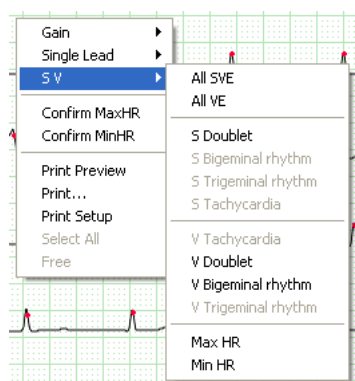 Gain
Single Lead
S V
Confirm MaxHR
Confirm MinHR
Print Preview
Print...
Print Setup
Select All
Free
All SVE
All VE
S Doublet
S Bigeminal rhythm
S Trigeminal rhythm
S Tachycardia
V Tachycardia
V Doublet
V Bigeminal rhythm
V Trigeminal rhythm
Max HR
Min HR